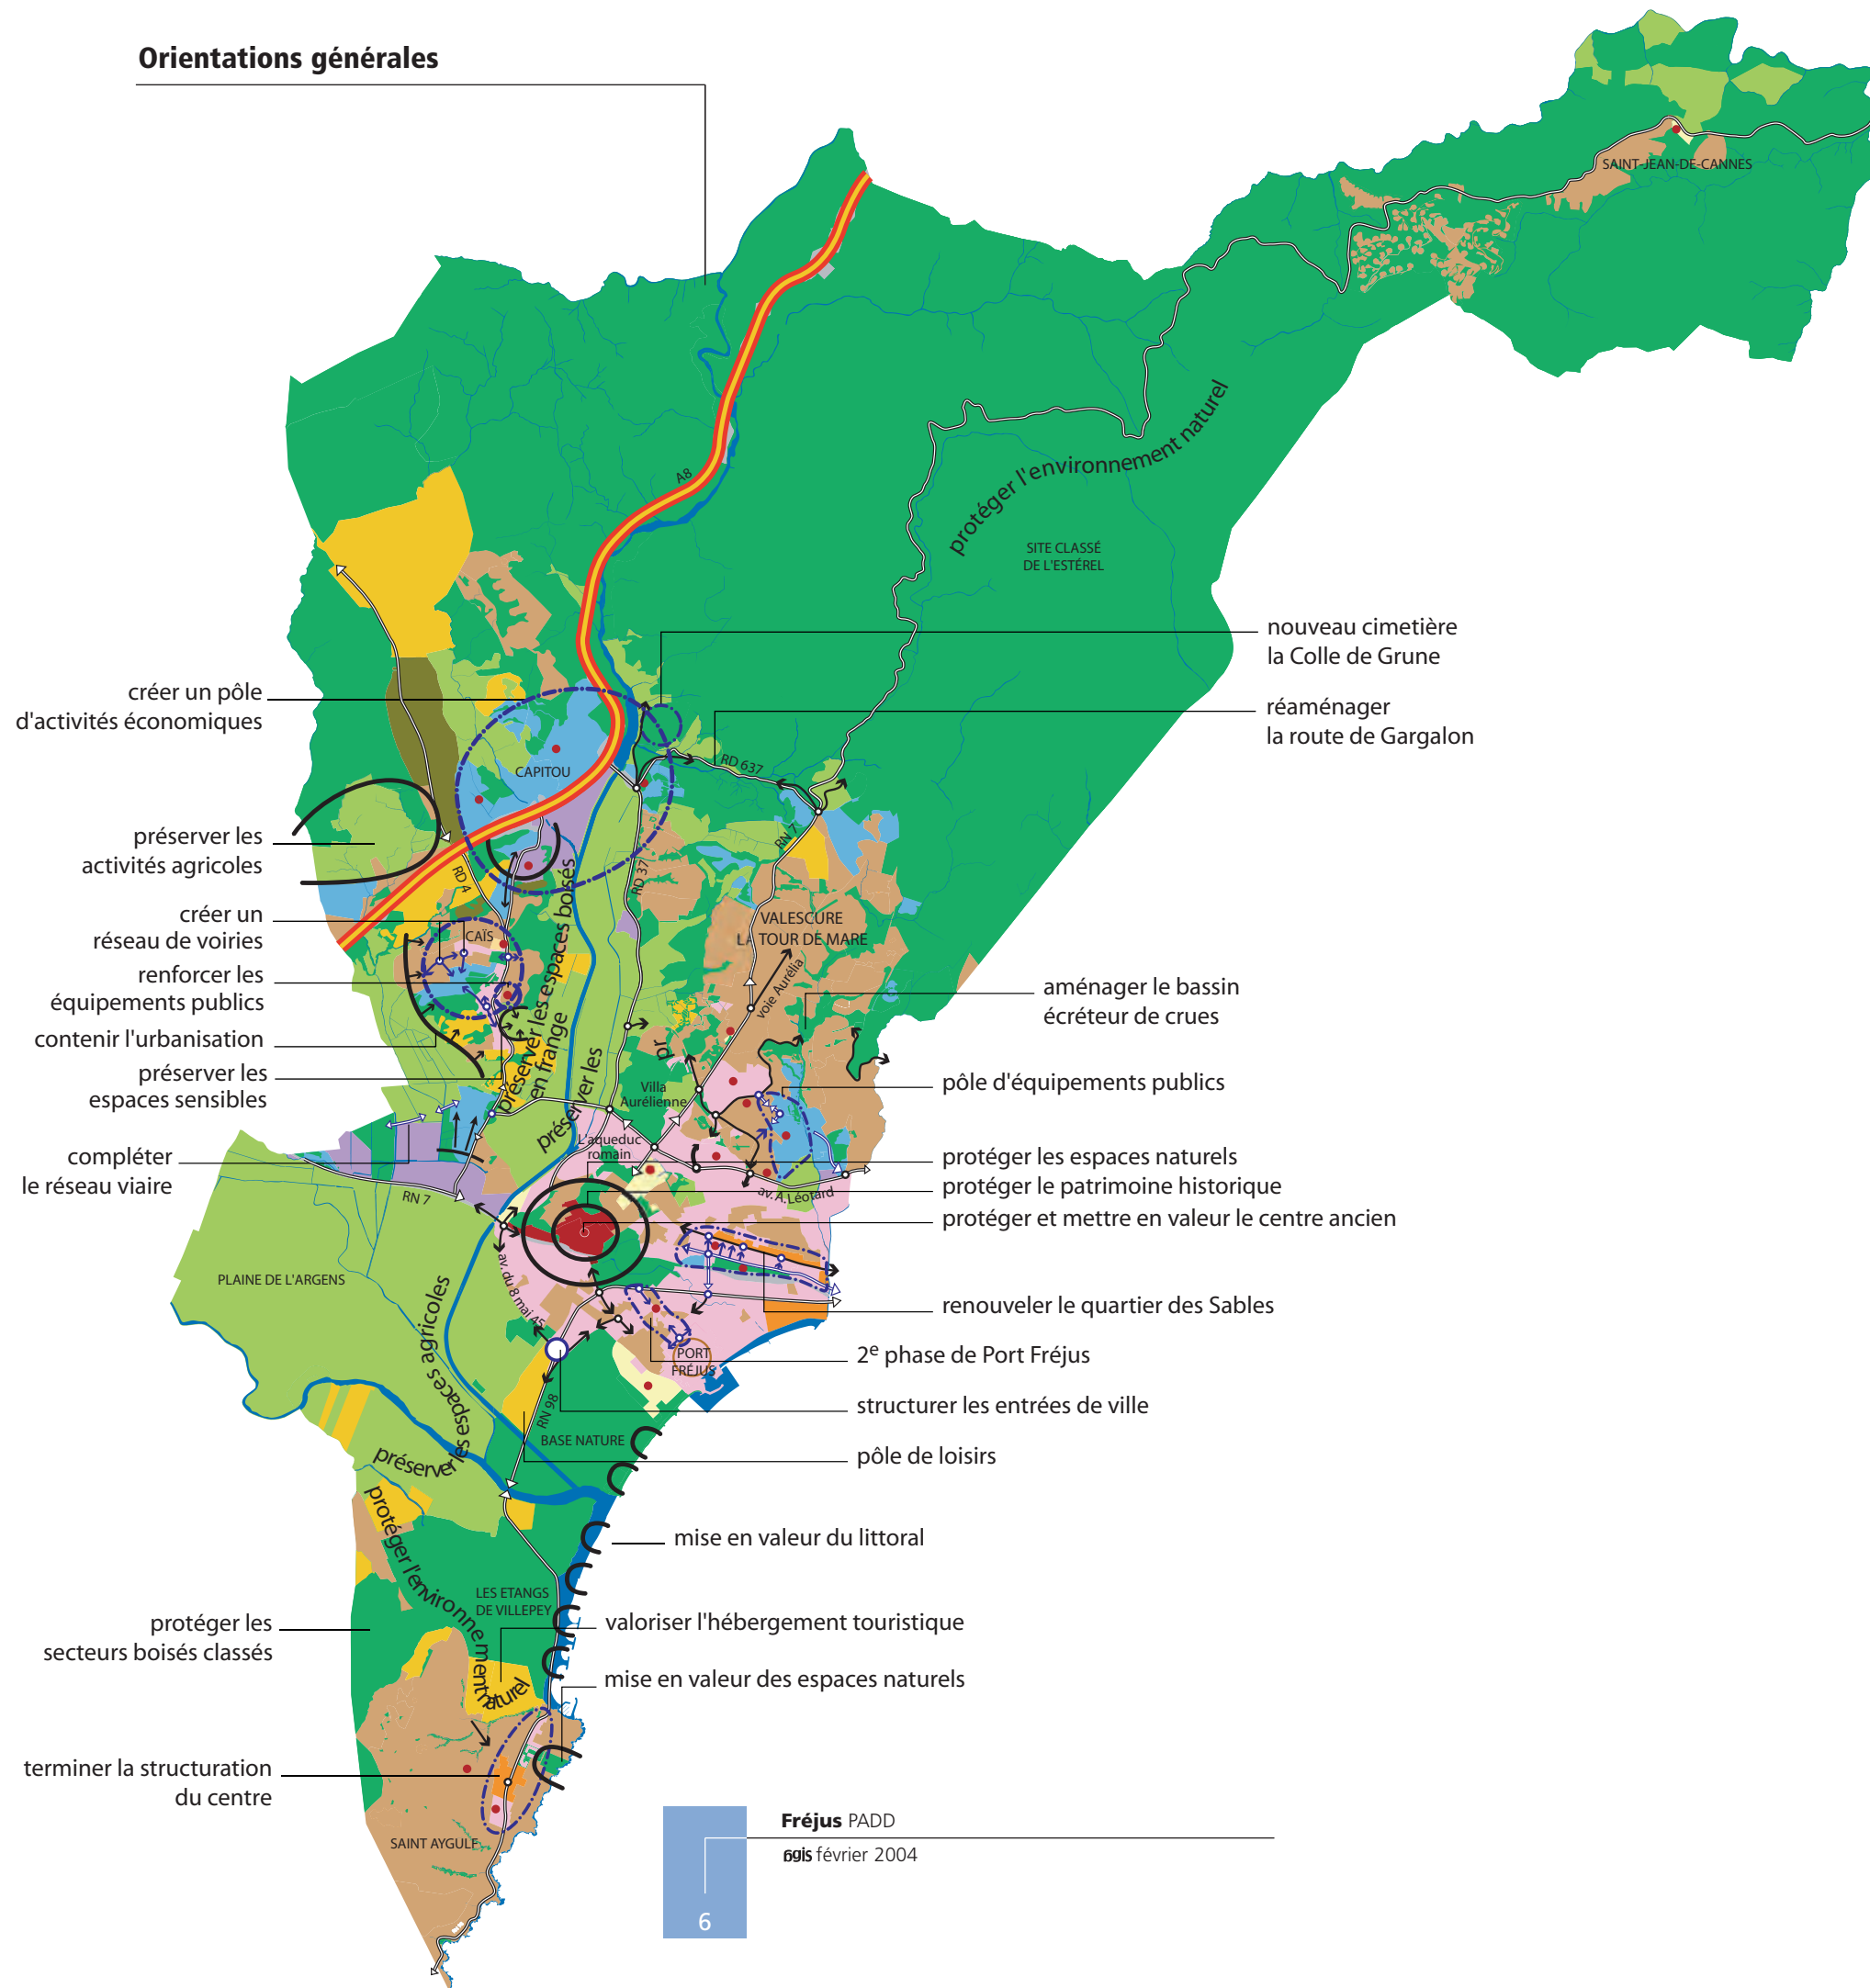 Orientations générales
SAINT-JEAN-DE-CANNES
A8
protéger l'environnement naturel
SITE CLASSÉ
DE L'ESTÉREL
nouveau cimetière
la Colle de Grune
créer un pôle
d'activités économiques
réaménager
la route de Gargalon
CAPITOU
RD 637
préserver les
activités agricoles
RN 7
RD 4
RD 37
créer un
réseau de voiries
CAÏS
VALESCURE
LA TOUR DE MARE
voie Aurélia
renforcer les
équipements publics
aménager le bassin
écréteur de crues
contenir l'urbanisation
préserver les espaces boisés
en frange
préserver les
espaces sensibles
préserver les
pr
Villa
Aurélienne
pôle d'équipements publics
L'aqueduc
romain
compléter
le réseau viaire
protéger les espaces naturels
protéger le patrimoine historique
protéger et mettre en valeur le centre ancien
RN 7
av. A. Léotard
PLAINE DE L'ARGENS
av. du 8 mai 45
renouveler le quartier des Sables
PORT
FRÉJUS
2e phase de Port Fréjus
structurer les entrées de ville
RN 98
BASE NATURE
pôle de loisirs
préserver les espaces agricoles
mise en valeur du littoral
protéger l'environnement naturel
LES ETANGS
DE VILLEPEY
protéger les
secteurs boisés classés
valoriser l'hébergement touristique
mise en valeur des espaces naturels
terminer la structuration
du centre
SAINT AYGULF
Fréjus PADD
février 2004
6